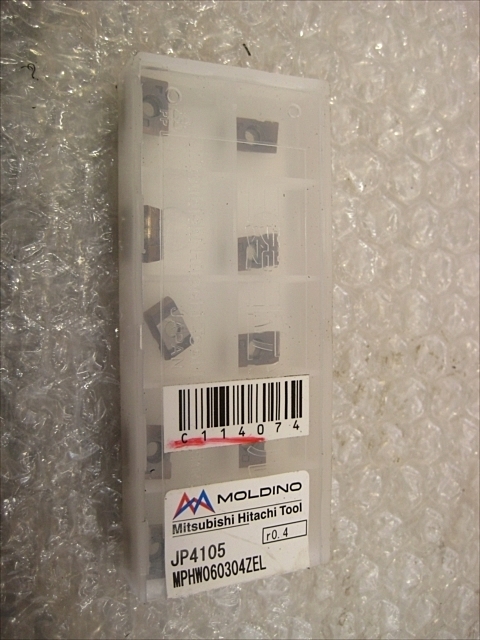 C114074
MOLDINO
Mitsubishi Hitachi Tool
r0.4
JP4105
MPHW060304ZEL